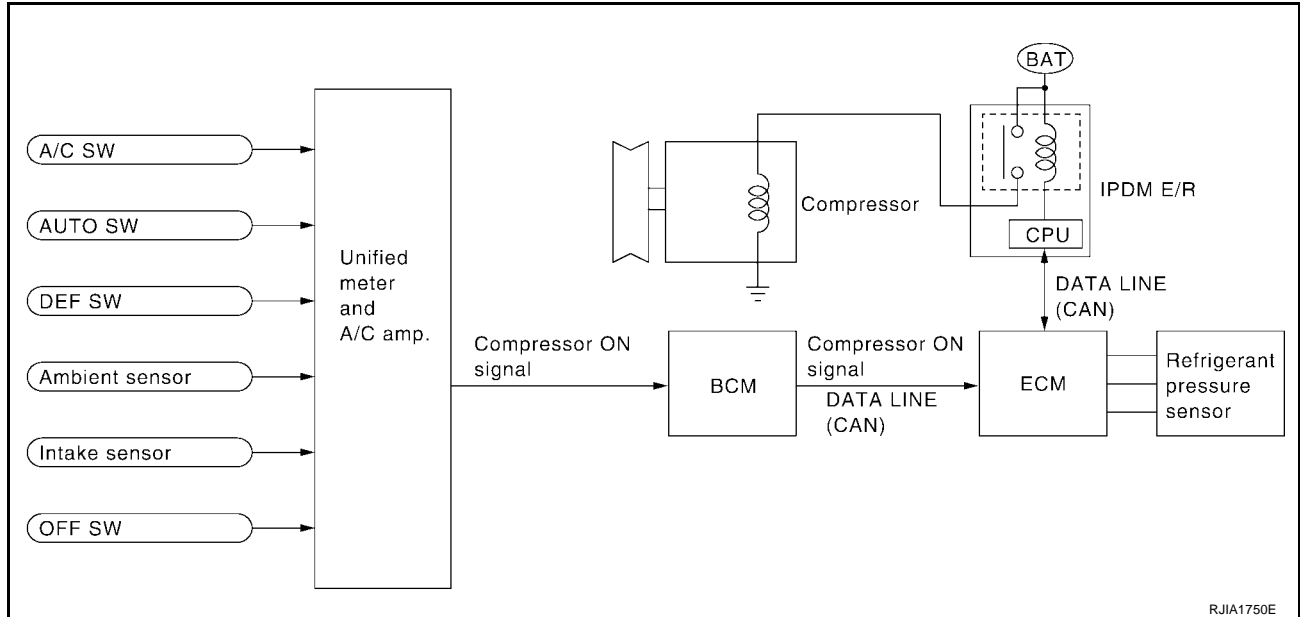 BAT
A/C SW
AUTO SW
DEF SW
Ambient sensor
Intake sensor
OFF SW
Unified
meter
and
A/C amp.
Compressor
IPDM E/R
CPU
DATA LINE
(CAN)
Compressor ON
signal
BCM
Compressor ON
signal
DATA LINE
(CAN)
ECM
Refrigerant
pressure
sensor
RJIA1750E